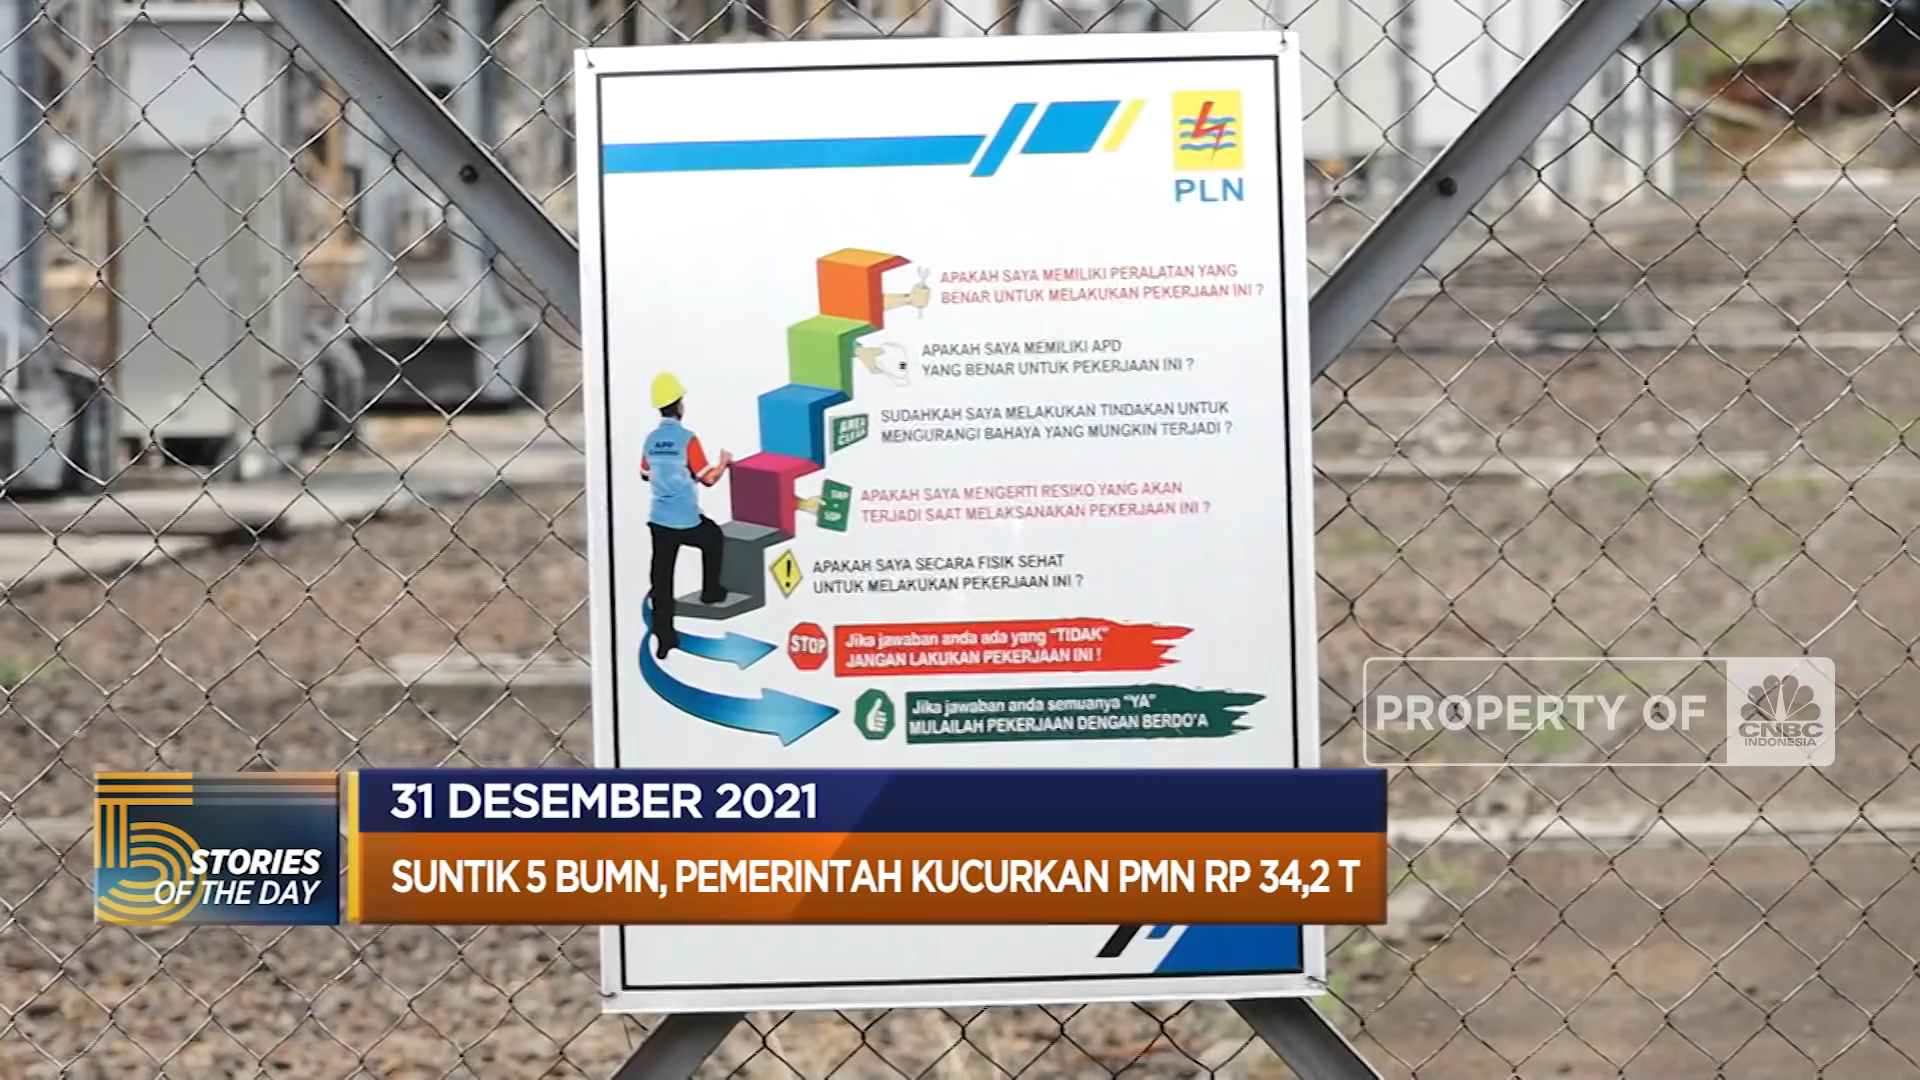 PLN
APAKAH SAYA MEMILIKI PERALATAN YANG
BENAR UNTUK MELAKUKAN PEKERJAAN INI ?
APAKAH SAYA MEMILIKI APD
YANG BENAR UNTUK PEKERJAAN INI ?
AREA
CLEAR
SUDAHKAH SAYA MELAKUKAN TINDAKAN UNTUK
MENGURANGI BAHAYA YANG MUNGKIN TERJADI ?
SOP
APAKAH SAYA MENGERTI RESIKO YANG AKAN
TERJADI SAAT MELAKSANAKAN PEKERJAAN INI ?
!
APAKAH SAYA SECARA FISIK SEHAT
UNTUK MELAKUKAN PEKERJAAN INI ?
STOP
Jika jawaban anda ada yang "TIDAK"
JANGAN LAKUKAN PEKERJAAN INI !
Jika jawaban anda semuanya "YA"
MULAILAH PEKERJAAN DENGAN BERDO'A
PROPERTY OF
CNBC
INDONESIA
5
STORIES
OF THE DAY
31 DESEMBER 2021
SUNTIK 5 BUMN, PEMERINTAH KUCURKAN PMN RP 34,2 T